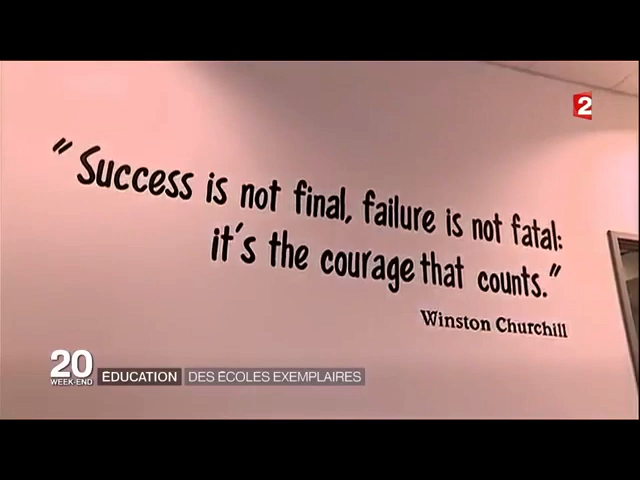 2
"Success is not final, failure is not fatal:
it's the courage that counts."
Winston Churchill
20
WEEK-END
ÉDUCATION DES ÉCOLES EXEMPLAIRES